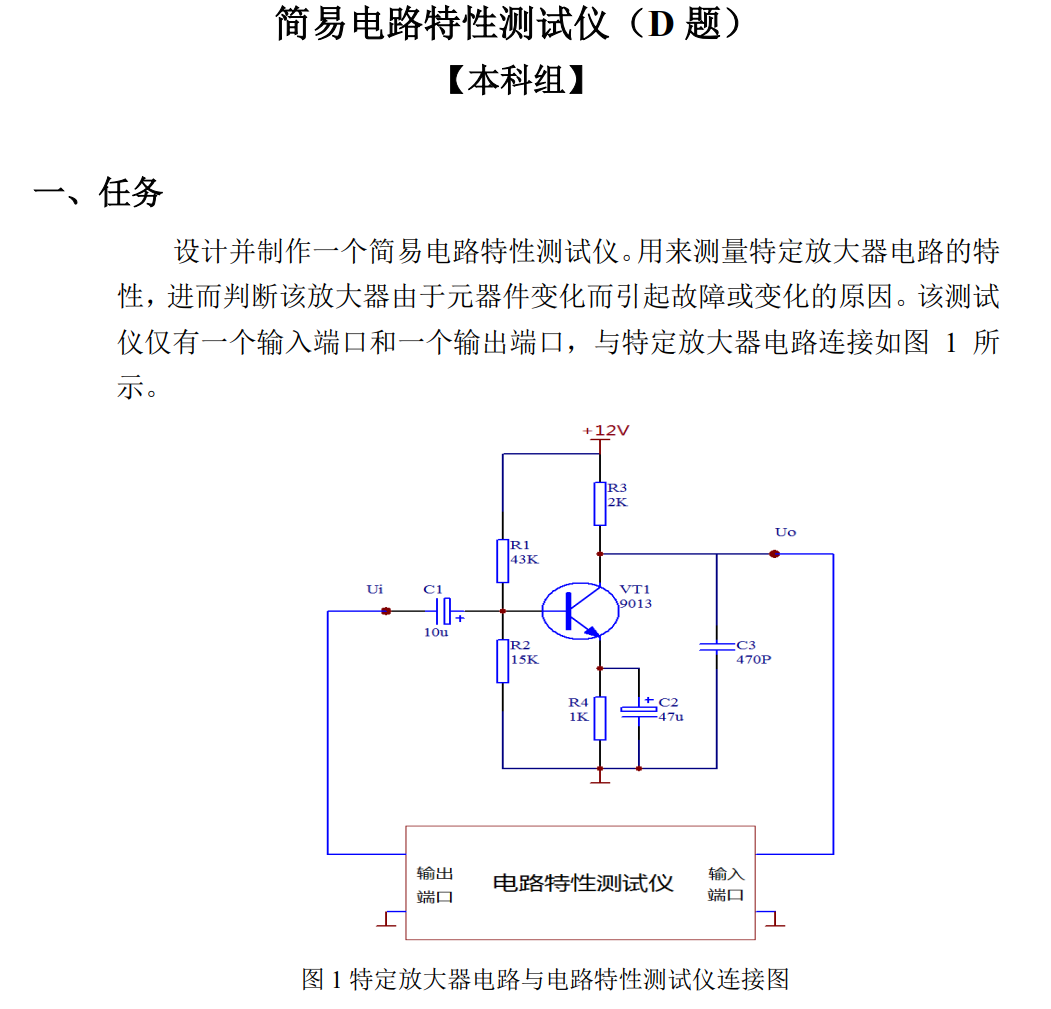 简易电路特性测试仪（D 题）
【本科组】
一、任务
设计并制作一个简易电路特性测试仪。用来测量特定放大器电路的特
性，进而判断该放大器由于元器件变化而引起故障或变化的原因。该测试
仪仅有一个输入端口和一个输出端口，与特定放大器电路连接如图 1 所
示。
+12V
R3
2K
Uo
R1
43K
Ui
C1
VT1
9013
+
10u
R2
15K
C3
470P
R4
1K
+
C2
47u
输出
端口
电路特性测试仪
输入
端口
图 1 特定放大器电路与电路特性测试仪连接图